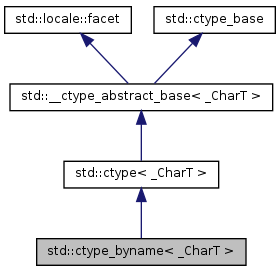 std::locale::facet
std::ctype_base
std::__ctype_abstract_base< _CharT >
std::ctype< _CharT >
std::ctype_byname< _CharT >